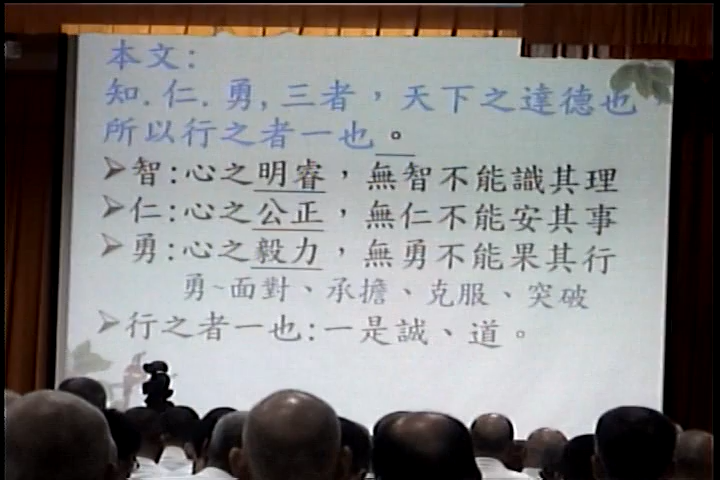 本文:
知.仁.勇,三者，天下之達德也
所以行之者一也。
➢智:心之明睿，無智不能識其理
➢仁:心之公正，無仁不能安其事
➢勇:心之毅力，無勇不能果其行
勇~面對、承擔、克服、突破
➢行之者一也:一是誠、道。